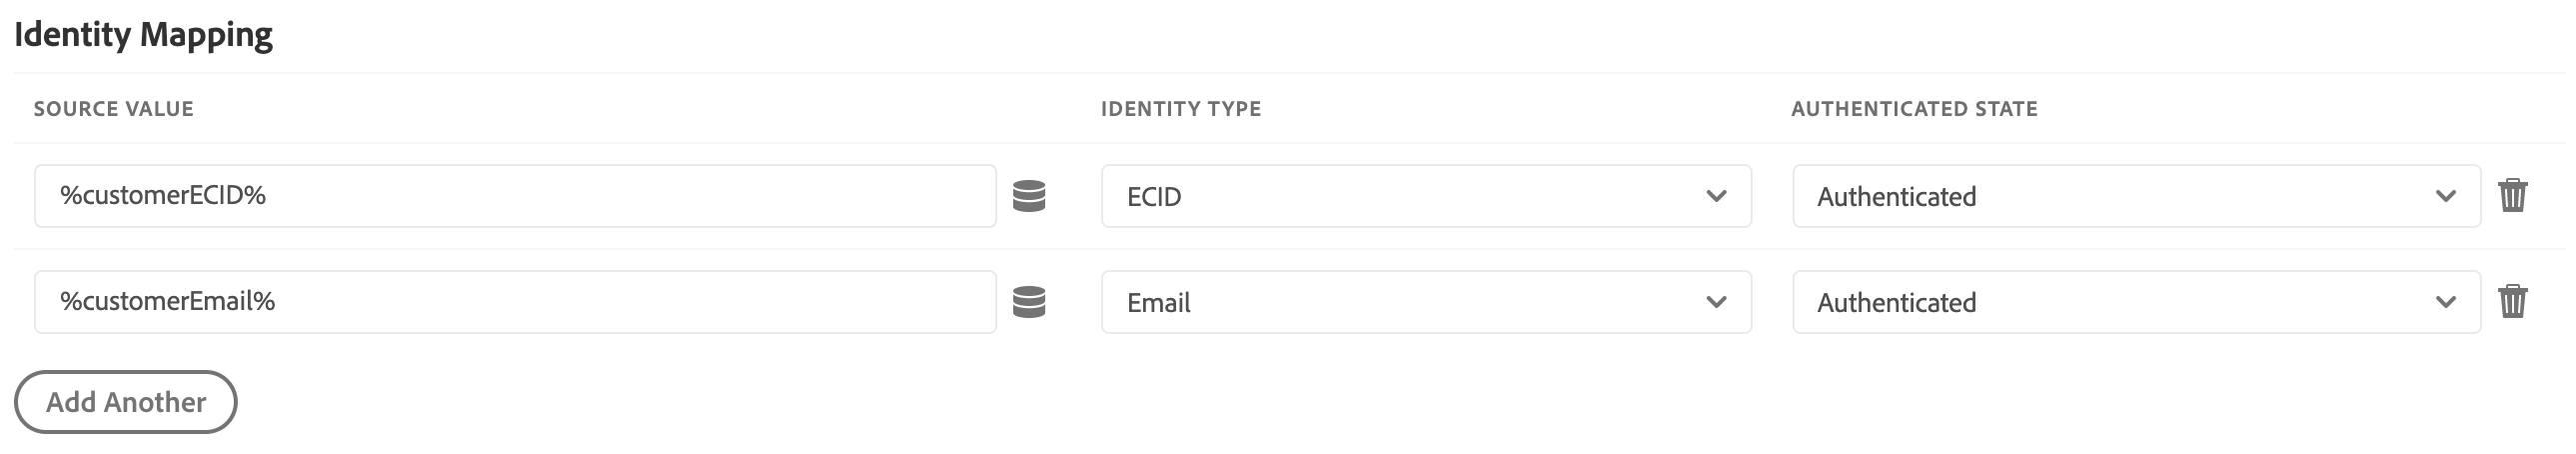 Identity Mapping
SOURCE VALUE IDENTITY TYPE AUTHENTICATED STATE
%customerECID% ECID Authenticated
%customerEmail% Email Authenticated
Add Another